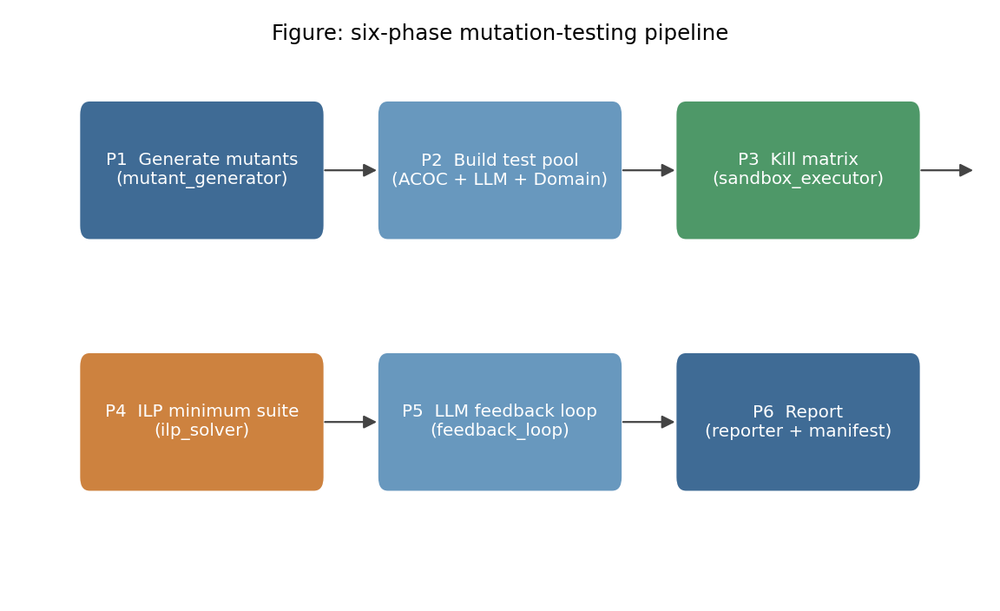 Figure: six-phase mutation-testing pipeline
P1  Generate mutants
(mutant_generator)
P2  Build test pool
(ACOC + LLM + Domain)
P3  Kill matrix
(sandbox_executor)
P4  ILP minimum suite
(ilp_solver)
P5  LLM feedback loop
(feedback_loop)
P6  Report
(reporter + manifest)